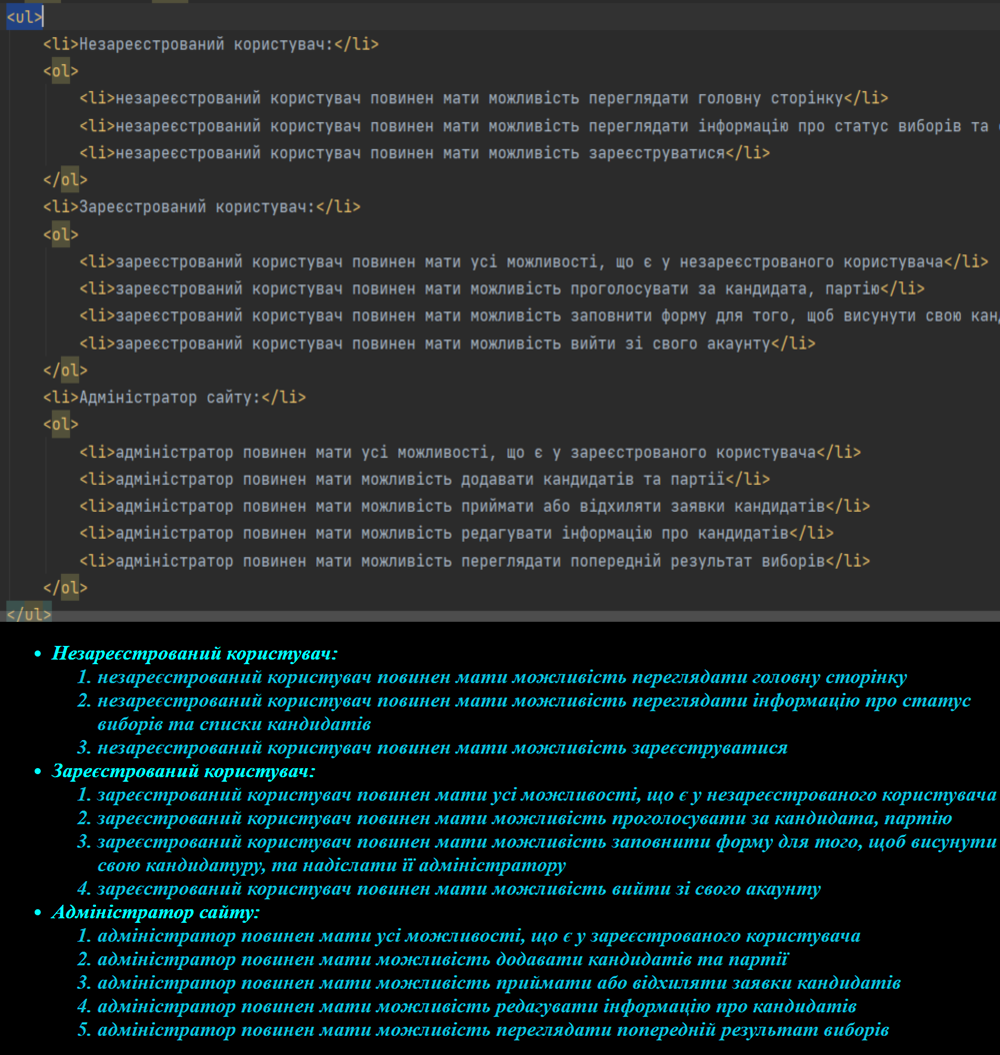 <ul>
<li>Незареєстрований користувач:</li>
<ol>
<li>незареєстрований користувач повинен мати можливість переглядати головну сторінку</li>
<li>незареєстрований користувач повинен мати можливість переглядати інформацію про статус виборів та
<li>незареєстрований користувач повинен мати можливість зареєструватися</li>
</ol>
<li>Зареєстрований користувач:</li>
<ol>
<li>зареєстрований користувач повинен мати усі можливості, що є у незареєстрованого користувача</li>
<li>зареєстрований користувач повинен мати можливість проголосувати за кандидата, партію</li>
<li>зареєстрований користувач повинен мати можливість заповнити форму для того, щоб висунути свою канд
<li>зареєстрований користувач повинен мати можливість вийти зі свого акаунту</li>
</ol>
<li>Адміністратор сайту:</li>
<ol>
<li>адміністратор повинен мати усі можливості, що є у зареєстрованого користувача</li>
<li>адміністратор повинен мати можливість додавати кандидатів та партії</li>
<li>адміністратор повинен мати можливість приймати або відхиляти заявки кандидатів</li>
<li>адміністратор повинен мати можливість редагувати інформацію про кандидатів</li>
<li>адміністратор повинен мати можливість переглядати попередній результат виборів</li>
</ol>
</ul>
• Незареєстрований користувач:
1. незареєстрований користувач повинен мати можливість переглядати головну сторінку
2. незареєстрований користувач повинен мати можливість переглядати інформацію про статус
виборів та списки кандидатів
3. незареєстрований користувач повинен мати можливість зареєструватися
• Зареєстрований користувач:
1. зареєстрований користувач повинен мати усі можливості, що є у незареєстрованого користувача
2. зареєстрований користувач повинен мати можливість проголосувати за кандидата, партію
3. зареєстрований користувач повинен мати можливість заповнити форму для того, щоб висунути
свою кандидатуру, та надіслати її адміністратору
4. зареєстрований користувач повинен мати можливість вийти зі свого акаунту
• Адміністратор сайту:
1. адміністратор повинен мати усі можливості, що є у зареєстрованого користувача
2. адміністратор повинен мати можливість додавати кандидатів та партії
3. адміністратор повинен мати можливість приймати або відхиляти заявки кандидатів
4. адміністратор повинен мати можливість редагувати інформацію про кандидатів
5. адміністратор повинен мати можливість переглядати попередній результат виборів